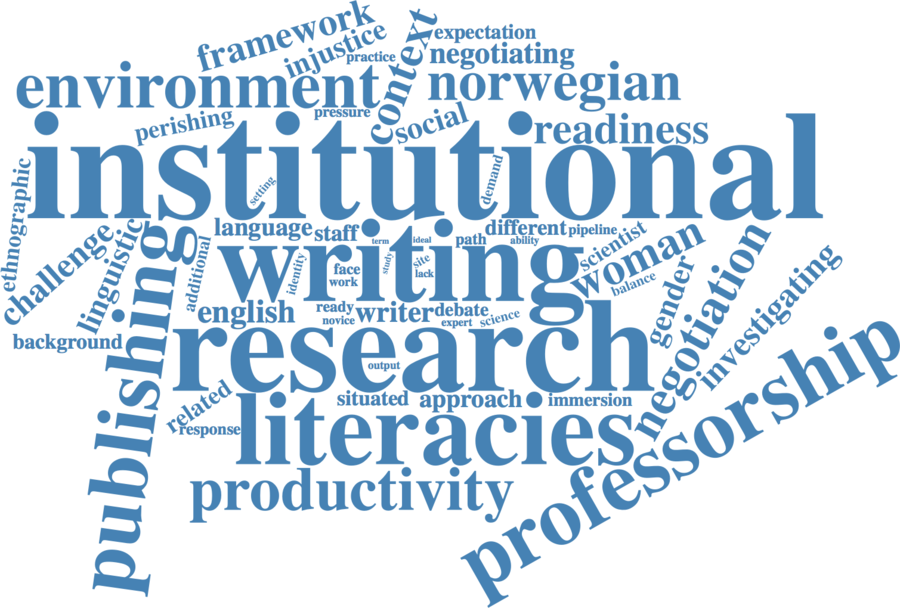 framework
injustice
practice
context
expectation
negotiating
environment
norwegian
perishing
pressure
social
readiness
institutional
ethnographic
setting
demand
challenge
linguistic
publishing
additional
language
staff
term
ideal
path
different
pipeline
ability
writing
identity
face
work
study
site
lack
scientist
woman
balance
english
ready
novice
writer
debate
expert
science
gender
negotiation
investigating
background
research
output
professorship
related
response
situated
approach
immersion
literacies
productivity